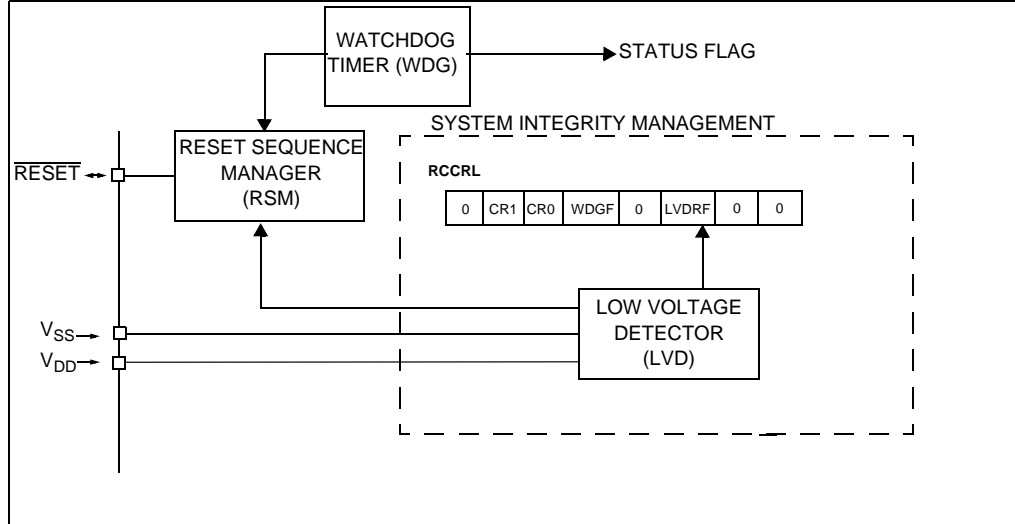 WATCHDOG
TIMER (WDG)
STATUS FLAG
SYSTEM INTEGRITY MANAGEMENT
RESET SEQUENCE
MANAGER
(RSM)
RESET
RCCRL
0 CR1 CR0 WDGF 0 LVDRF 0 0
LOW VOLTAGE
DETECTOR
(LVD)
VSS
VDD